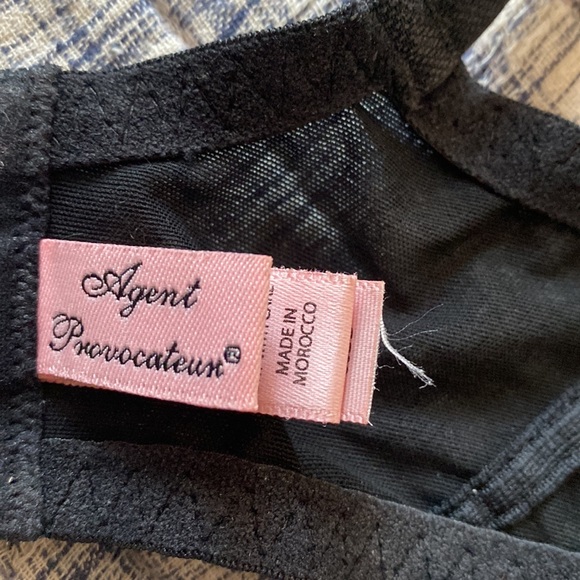 Agent
Provocateur®
MADE IN
MOROCCO